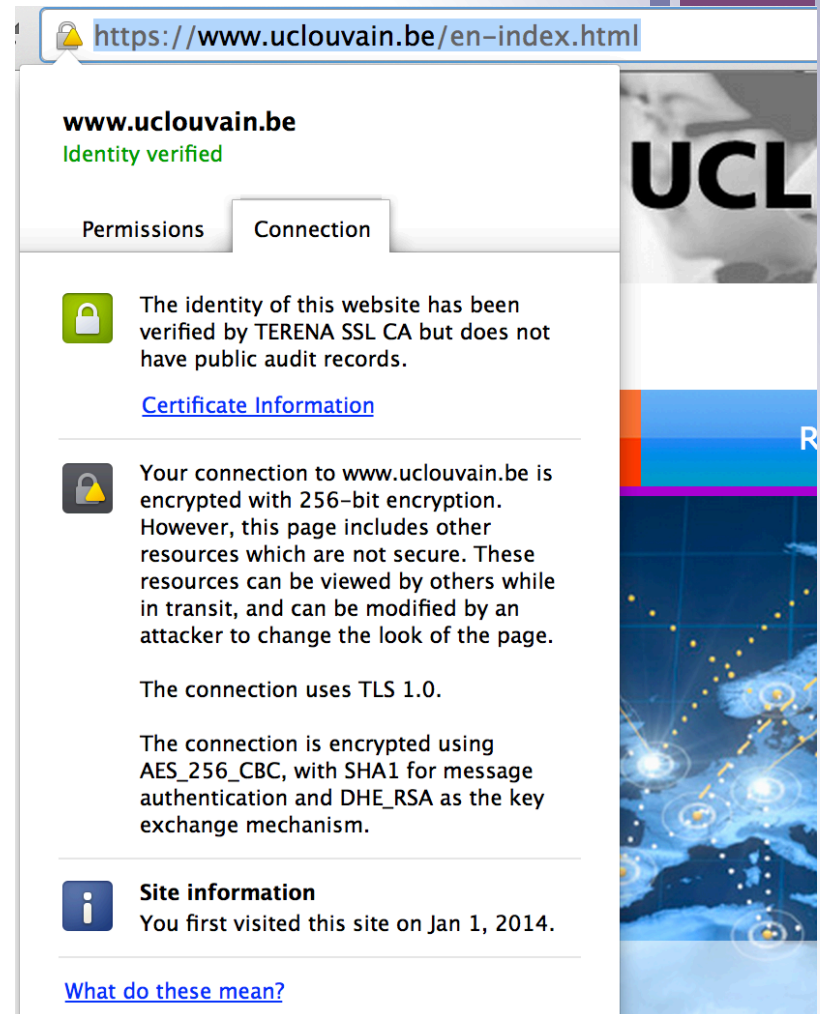 https://www.uclouvain.be/en-index.html
www.uclouvain.be
Identity verified
UCL
Permissions
Connection
The identity of this website has been
verified by TERENA SSL CA but does not
have public audit records.
Certificate Information
R
Your connection to www.uclouvain.be is
encrypted with 256-bit encryption.
However, this page includes other
resources which are not secure. These
resources can be viewed by others while
in transit, and can be modified by an
attacker to change the look of the page.
The connection uses TLS 1.0.
The connection is encrypted using
AES_256_CBC, with SHA1 for message
authentication and DHE_RSA as the key
exchange mechanism.
Site information
You first visited this site on Jan 1, 2014.
What do these mean?